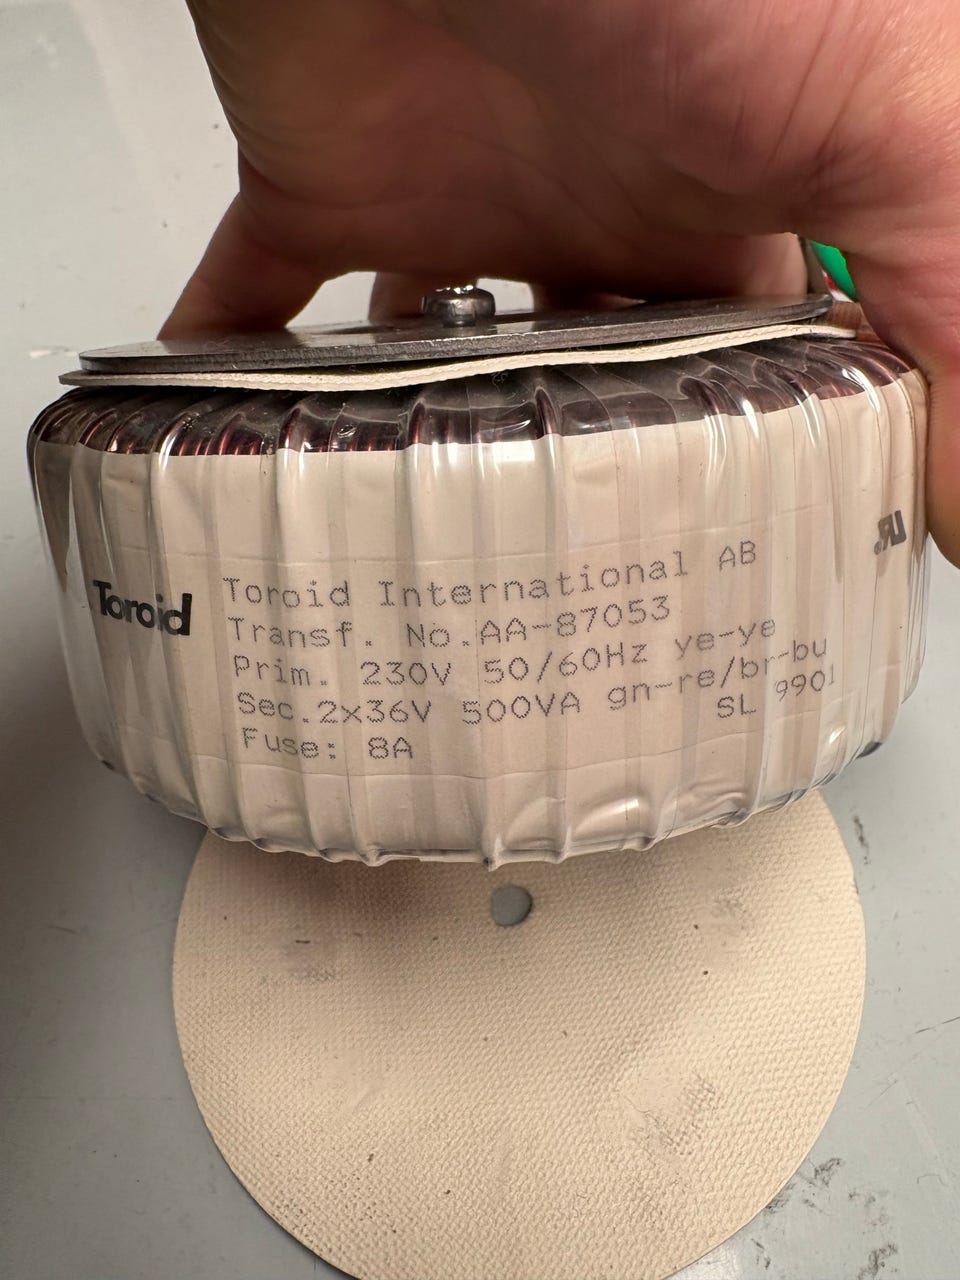 Toroid
Toroid International AB
Transf. No.AA-87053
Prim. 230V 50/60Hz ye-ye
Sec.2x36V 500VA gn-re/br-bu
Fuse: 8A
SL 9901